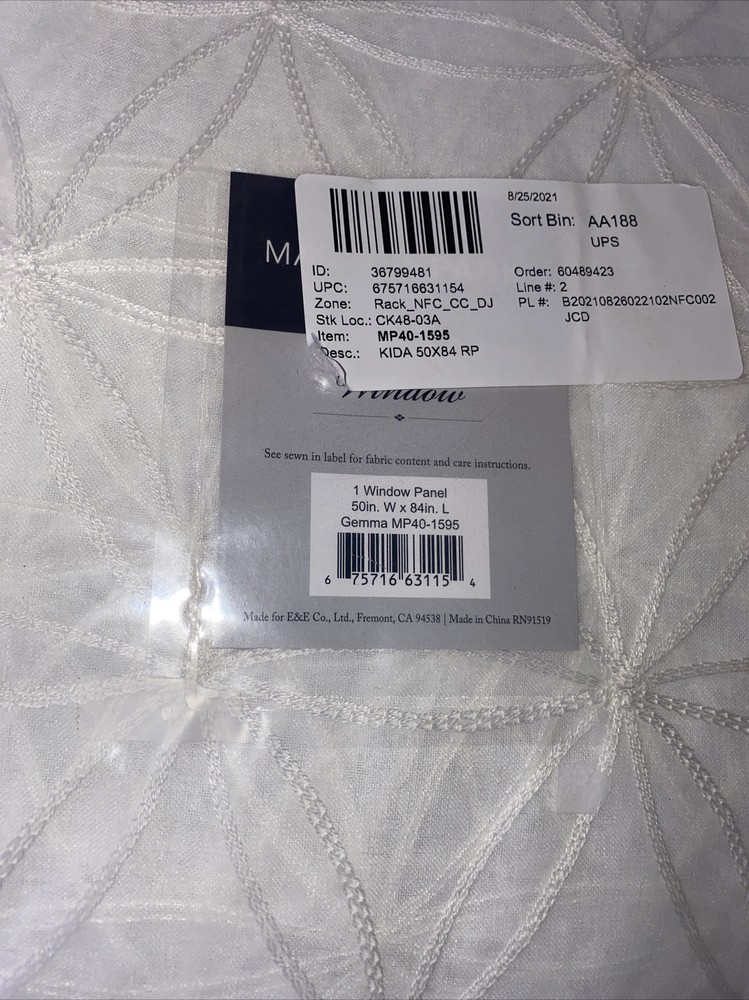 8/25/2021
Sort Bin: AA188
UPS
ID: 36799481
UPC: 675716631154
Zone: Rack_NFC_CC_DJ
Stk Loc.: CK48-03A
Item: MP40-1595
Desc.: KIDA 50X84 RP
Order: 60489423
Line #: 2
PL #: B20210826022102NFC002
JCD
MA
Window
See sewn in label for fabric content and care instructions.
1 Window Panel
50in. W x 84in. L
Gemma MP40-1595
6 75716 63115 4
Made for E&E Co., Ltd., Fremont, CA 94538 | Made in China RN91519